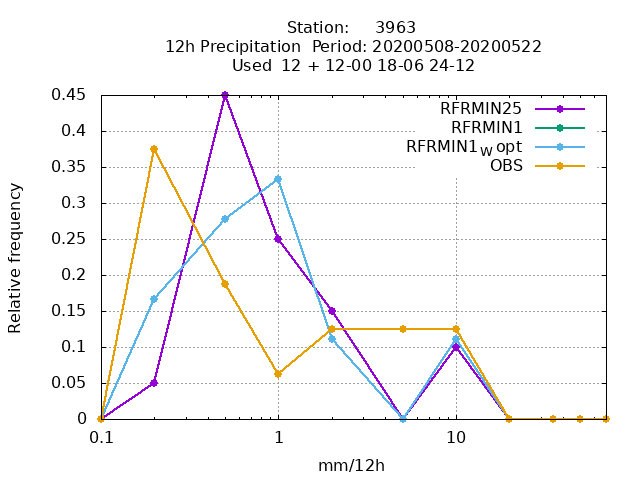 Station:     3963
12h Precipitation  Period: 20200508-20200522
Used  12 + 12-00 18-06 24-12
0.45
0.4
0.35
0.3
0.25
0.2
0.15
0.1
0.05
0
Relative frequency
RFRMIN25
RFRMIN1
RFRMIN1W opt
OBS
0.1
1
10
mm/12h